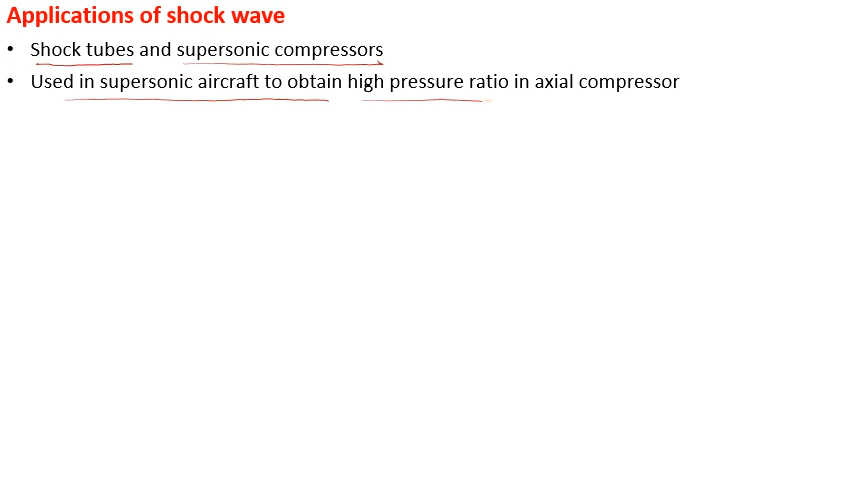 Applications of shock wave
• Shock tubes and supersonic compressors
• Used in supersonic aircraft to obtain high pressure ratio in axial compressor